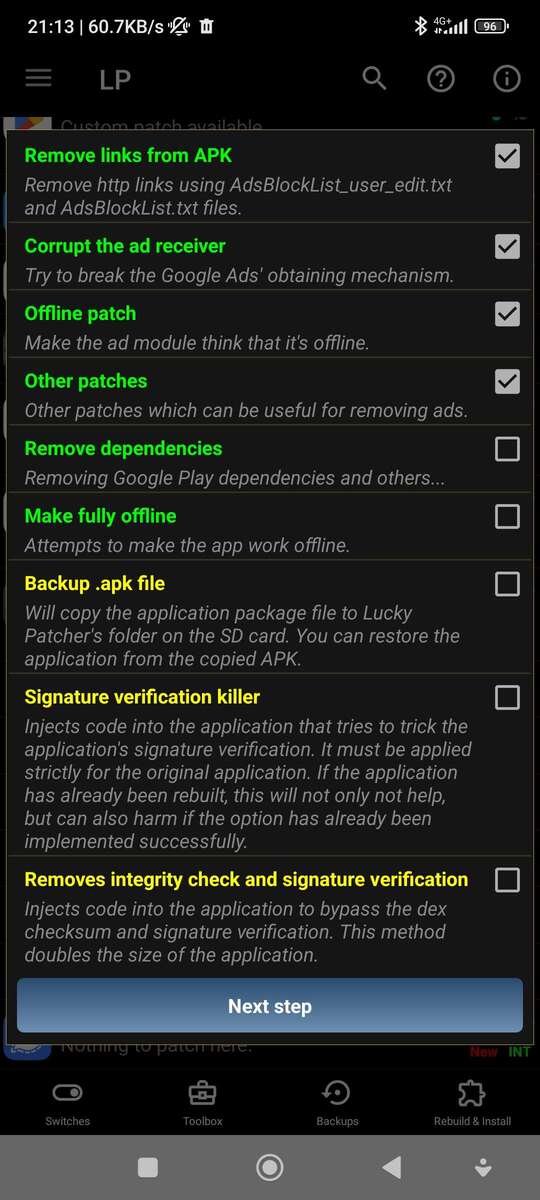 21:13 | 60.7KB/s
4G+
96
LP
Custom patch available
Remove links from APK
Remove http links using AdsBlockList_user_edit.txt
and AdsBlockList.txt files.
Corrupt the ad receiver
Try to break the Google Ads' obtaining mechanism.
Offline patch
Make the ad module think that it's offline.
Other patches
Other patches which can be useful for removing ads.
Remove dependencies
Removing Google Play dependencies and others...
Make fully offline
Attempts to make the app work offline.
Backup .apk file
Will copy the application package file to Lucky
Patcher's folder on the SD card. You can restore the
application from the copied APK.
Signature verification killer
Injects code into the application that tries to trick the
application's signature verification. It must be applied
strictly for the original application. If the application
has already been rebuilt, this will not only not help,
but can also harm if the option has already been
implemented successfully.
Removes integrity check and signature verification
Injects code into the application to bypass the dex
checksum and signature verification. This method
doubles the size of the application.
Next step
Nothing to patch here.
New INT
Switches
Toolbox
Backups
Rebuild & Install